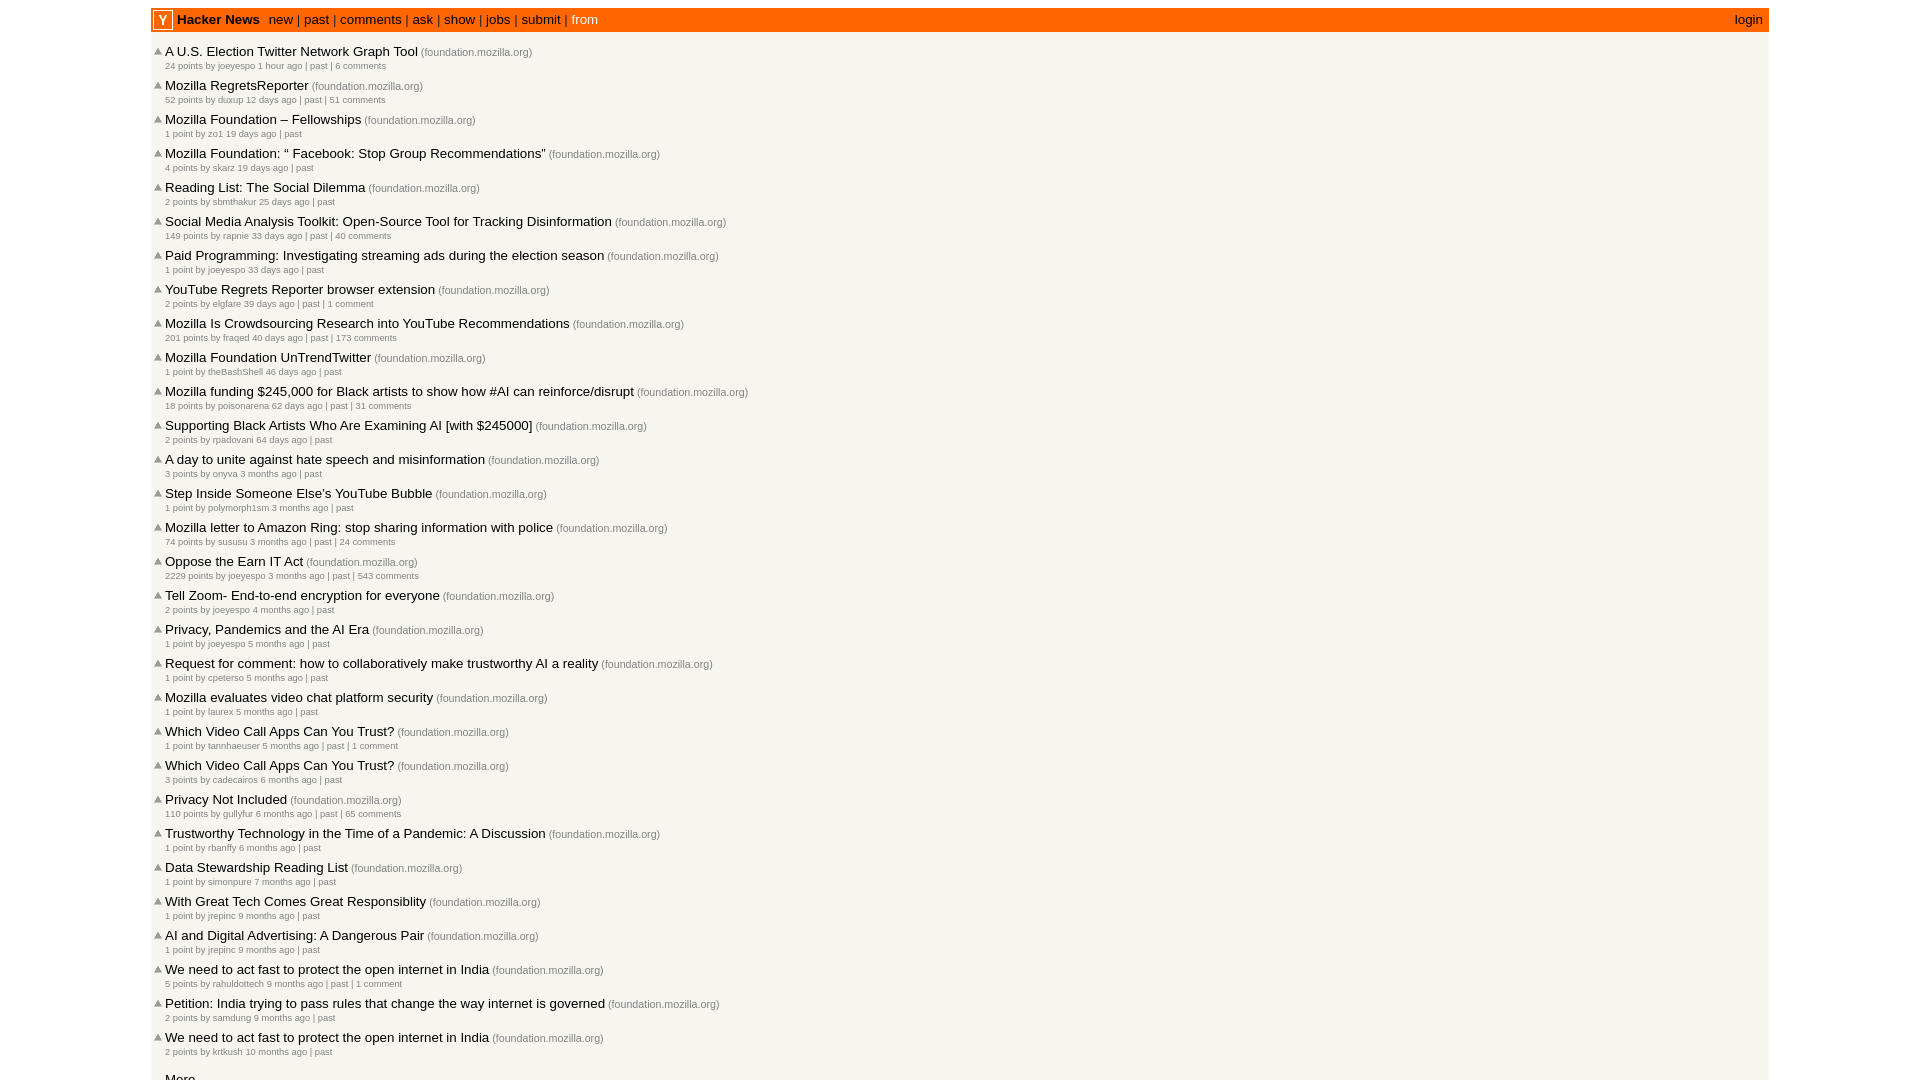 Y Hacker News new | past | comments | ask | show | jobs | submit | from login
A U.S. Election Twitter Network Graph Tool (foundation.mozilla.org)
24 points by joeyespo 1 hour ago | past | 6 comments
Mozilla RegretsReporter (foundation.mozilla.org)
52 points by duxup 12 days ago | past | 51 comments
Mozilla Foundation – Fellowships (foundation.mozilla.org)
1 point by zo1 19 days ago | past
Mozilla Foundation: “ Facebook: Stop Group Recommendations” (foundation.mozilla.org)
4 points by skarz 19 days ago | past
Reading List: The Social Dilemma (foundation.mozilla.org)
2 points by sbmthakur 25 days ago | past
Social Media Analysis Toolkit: Open-Source Tool for Tracking Disinformation (foundation.mozilla.org)
149 points by rapnie 33 days ago | past | 40 comments
Paid Programming: Investigating streaming ads during the election season (foundation.mozilla.org)
1 point by joeyespo 33 days ago | past
YouTube Regrets Reporter browser extension (foundation.mozilla.org)
2 points by elgfare 39 days ago | past | 1 comment
Mozilla Is Crowdsourcing Research into YouTube Recommendations (foundation.mozilla.org)
201 points by fraqed 40 days ago | past | 173 comments
Mozilla Foundation UnTrendTwitter (foundation.mozilla.org)
1 point by theBashShell 46 days ago | past
Mozilla funding $245,000 for Black artists to show how #AI can reinforce/disrupt (foundation.mozilla.org)
18 points by poisonarena 62 days ago | past | 31 comments
Supporting Black Artists Who Are Examining AI [with $245000] (foundation.mozilla.org)
2 points by rpadovani 64 days ago | past
A day to unite against hate speech and misinformation (foundation.mozilla.org)
3 points by onyva 3 months ago | past
Step Inside Someone Else’s YouTube Bubble (foundation.mozilla.org)
1 point by polymorph1sm 3 months ago | past
Mozilla letter to Amazon Ring: stop sharing information with police (foundation.mozilla.org)
74 points by sususu 3 months ago | past | 24 comments
Oppose the Earn IT Act (foundation.mozilla.org)
2229 points by joeyespo 3 months ago | past | 543 comments
Tell Zoom- End-to-end encryption for everyone (foundation.mozilla.org)
2 points by joeyespo 4 months ago | past
Privacy, Pandemics and the AI Era (foundation.mozilla.org)
1 point by joeyespo 5 months ago | past
Request for comment: how to collaboratively make trustworthy AI a reality (foundation.mozilla.org)
1 point by cpeterso 5 months ago | past
Mozilla evaluates video chat platform security (foundation.mozilla.org)
1 point by laurex 5 months ago | past
Which Video Call Apps Can You Trust? (foundation.mozilla.org)
1 point by tannhaeuser 5 months ago | past | 1 comment
Which Video Call Apps Can You Trust? (foundation.mozilla.org)
3 points by cadecairos 6 months ago | past
Privacy Not Included (foundation.mozilla.org)
110 points by gullyfur 6 months ago | past | 65 comments
Trustworthy Technology in the Time of a Pandemic: A Discussion (foundation.mozilla.org)
1 point by rbanffy 6 months ago | past
Data Stewardship Reading List (foundation.mozilla.org)
1 point by simonpure 7 months ago | past
With Great Tech Comes Great Responsiblity (foundation.mozilla.org)
1 point by jrepinc 9 months ago | past
AI and Digital Advertising: A Dangerous Pair (foundation.mozilla.org)
1 point by jrepinc 9 months ago | past
We need to act fast to protect the open internet in India (foundation.mozilla.org)
5 points by rahuldottech 9 months ago | past | 1 comment
Petition: India trying to pass rules that change the way internet is governed (foundation.mozilla.org)
2 points by samdung 9 months ago | past
We need to act fast to protect the open internet in India (foundation.mozilla.org)
2 points by krtkush 10 months ago | past
More